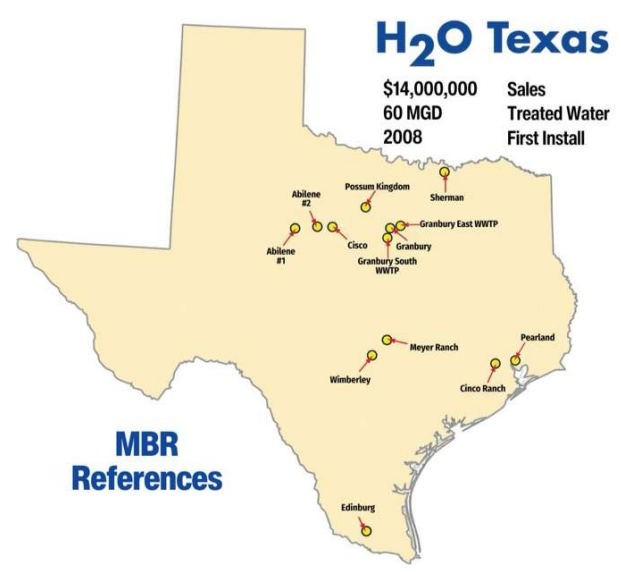 H2O Texas
$14,000,000 Sales
60 MGD Treated Water
2008 First Install
Possum Kingdom
Sherman
Abilene
#2
Granbury East WWTP
Cisco
Granbury
Abilene
#1
Granbury South
WWTP
Pearland
Meyer Ranch
Wimberley
Cinco Ranch
MBR
References
Edinburg